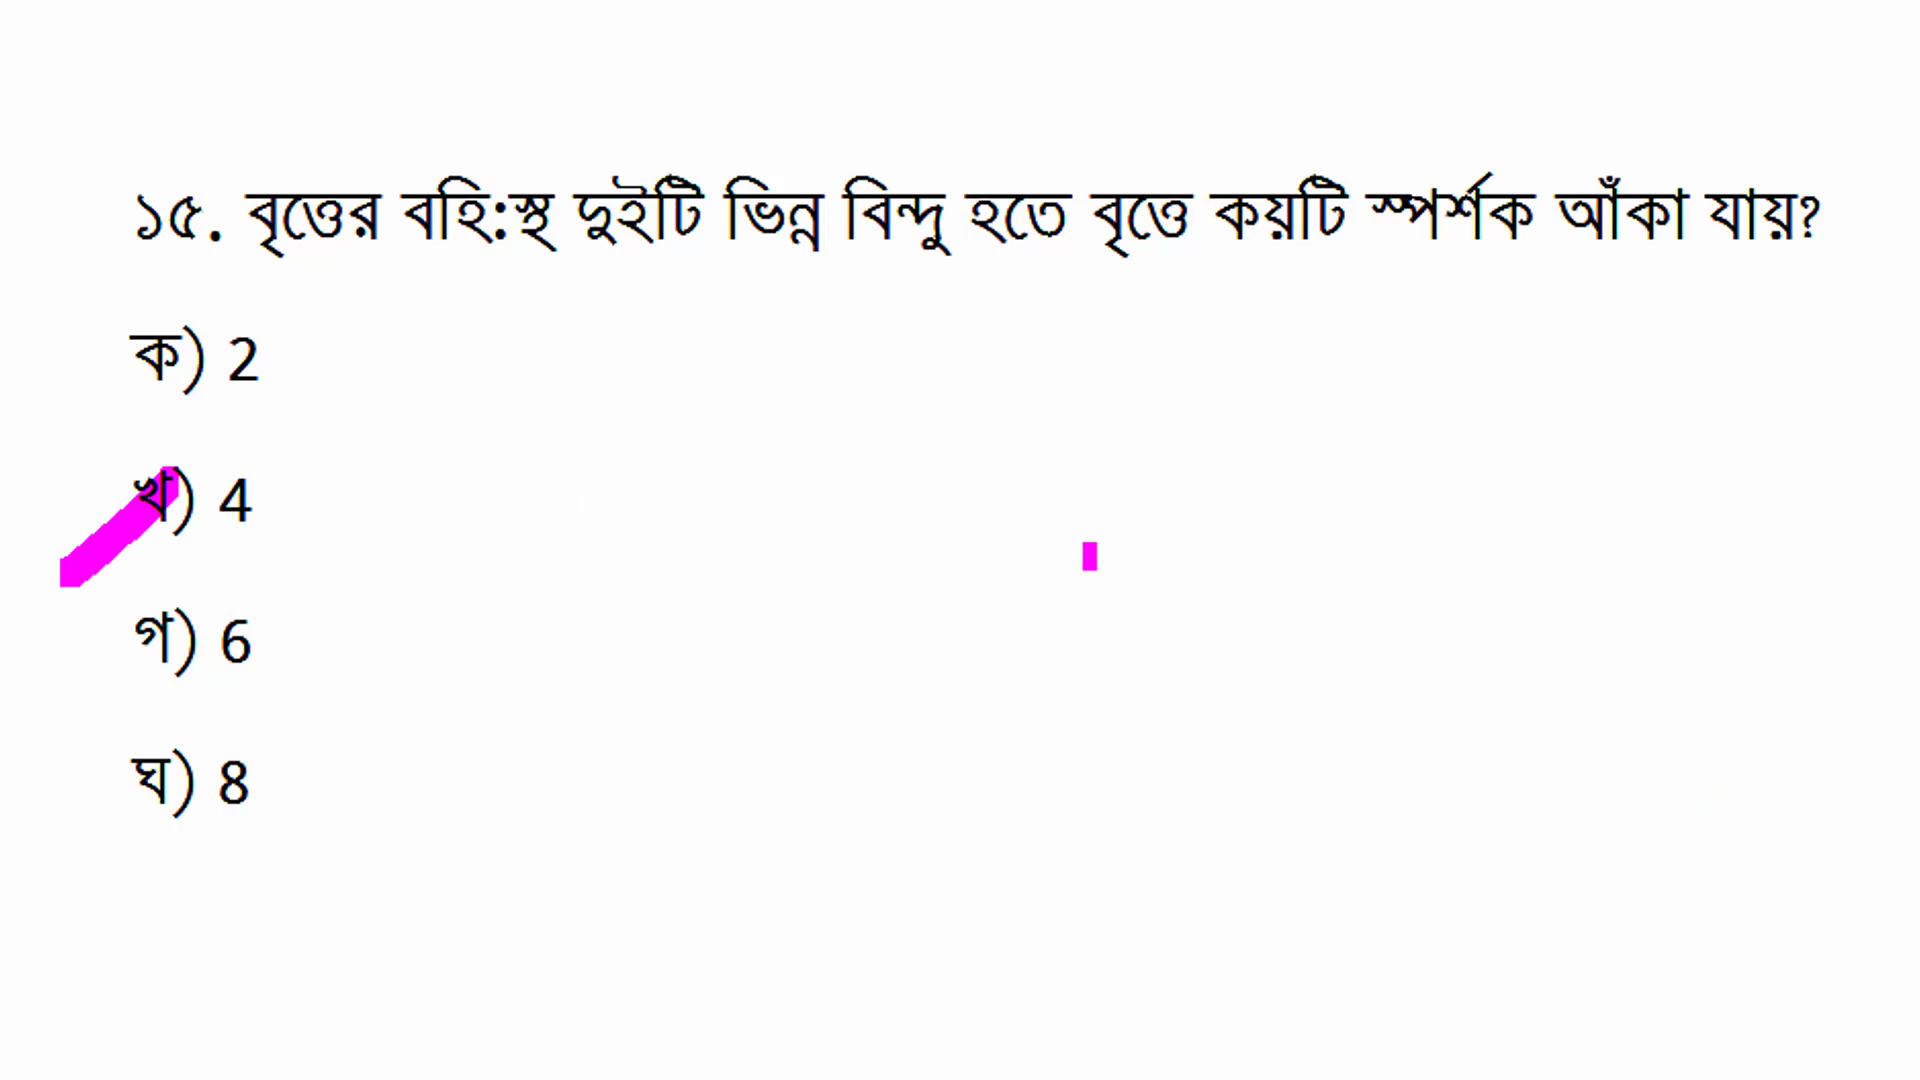 ১৫. বৃত্তের বহি:স্থ দুইটি ভিন্ন বিন্দু হতে বৃত্তে কয়টি স্পর্শক আঁকা যায়?
ক) 2
খ) 4
গ) 6
ঘ) 8